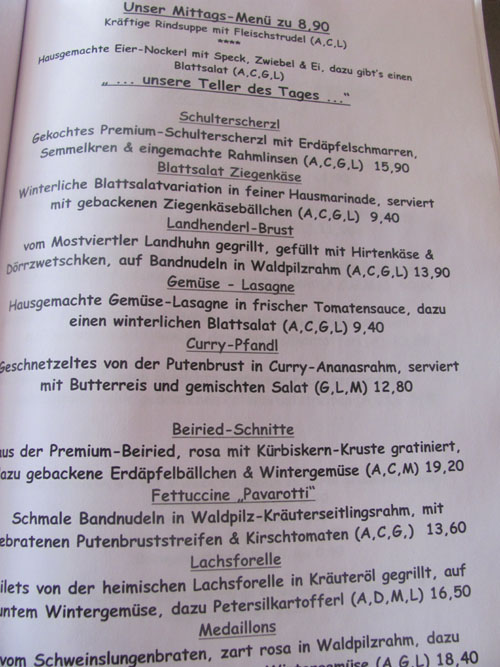 Unser Mittags-Menü zu 8,90
Kräftige Rindsuppe mit Fleischstrudel (A,C,L)
****
Hausgemachte Eier-Nockerl mit Speck, Zwiebel & Ei, dazu gibt's einen
Blattsalat (A,C,G,L)
„ ... unsere Teller des Tages ..."
Schulterscherzl
Gekochtes Premium-Schulterscherzl mit Erdäpfelschmarren,
Semmelkren & eingemachte Rahmlinsen (A,C,G,L) 15,90
Blattsalat Ziegenkäse
Winterliche Blattsalatvariation in feiner Hausmarinade, serviert
mit gebackenen Ziegenkäsebällchen (A,C,G,L) 9,40
Landhenderl-Brust
vom Mostviertler Landhuhn gegrillt, gefüllt mit Hirtenkäse &
Dörrzwetschken, auf Bandnudeln in Waldpilzrahm (A,C,G,L) 13,90
Gemüse - Lasagne
Hausgemachte Gemüse-Lasagne in frischer Tomatensauce, dazu
einen winterlichen Blattsalat (A,C,G,L) 9,40
Curry-Pfandl
Geschnetzeltes von der Putenbrust in Curry-Ananasrahm, serviert
mit Butterreis und gemischten Salat (G,L,M) 12,80
Beiried-Schnitte
aus der Premium-Beiried, rosa mit Kürbiskern-Kruste gratiniert,
dazu gebackene Erdäpfelbällchen & Wintergemüse (A,C,M) 19,20
Fettuccine „Pavarotti"
Schmale Bandnudeln in Waldpilz-Kräuterseitlingsrahm, mit
ebratenen Putenbruststreifen & Kirschtomaten (A,C,G,) 13,60
Lachsforelle
ilets von der heimischen Lachsforelle in Kräuteröl gegrillt, auf
untem Wintergemüse, dazu Petersilkartofferl (A,D,M,L) 16,50
Medaillons
vom Schweinslungenbraten, zart rosa in Waldpilzrahm, dazu
Wintergemüse (A,G,L) 18,40